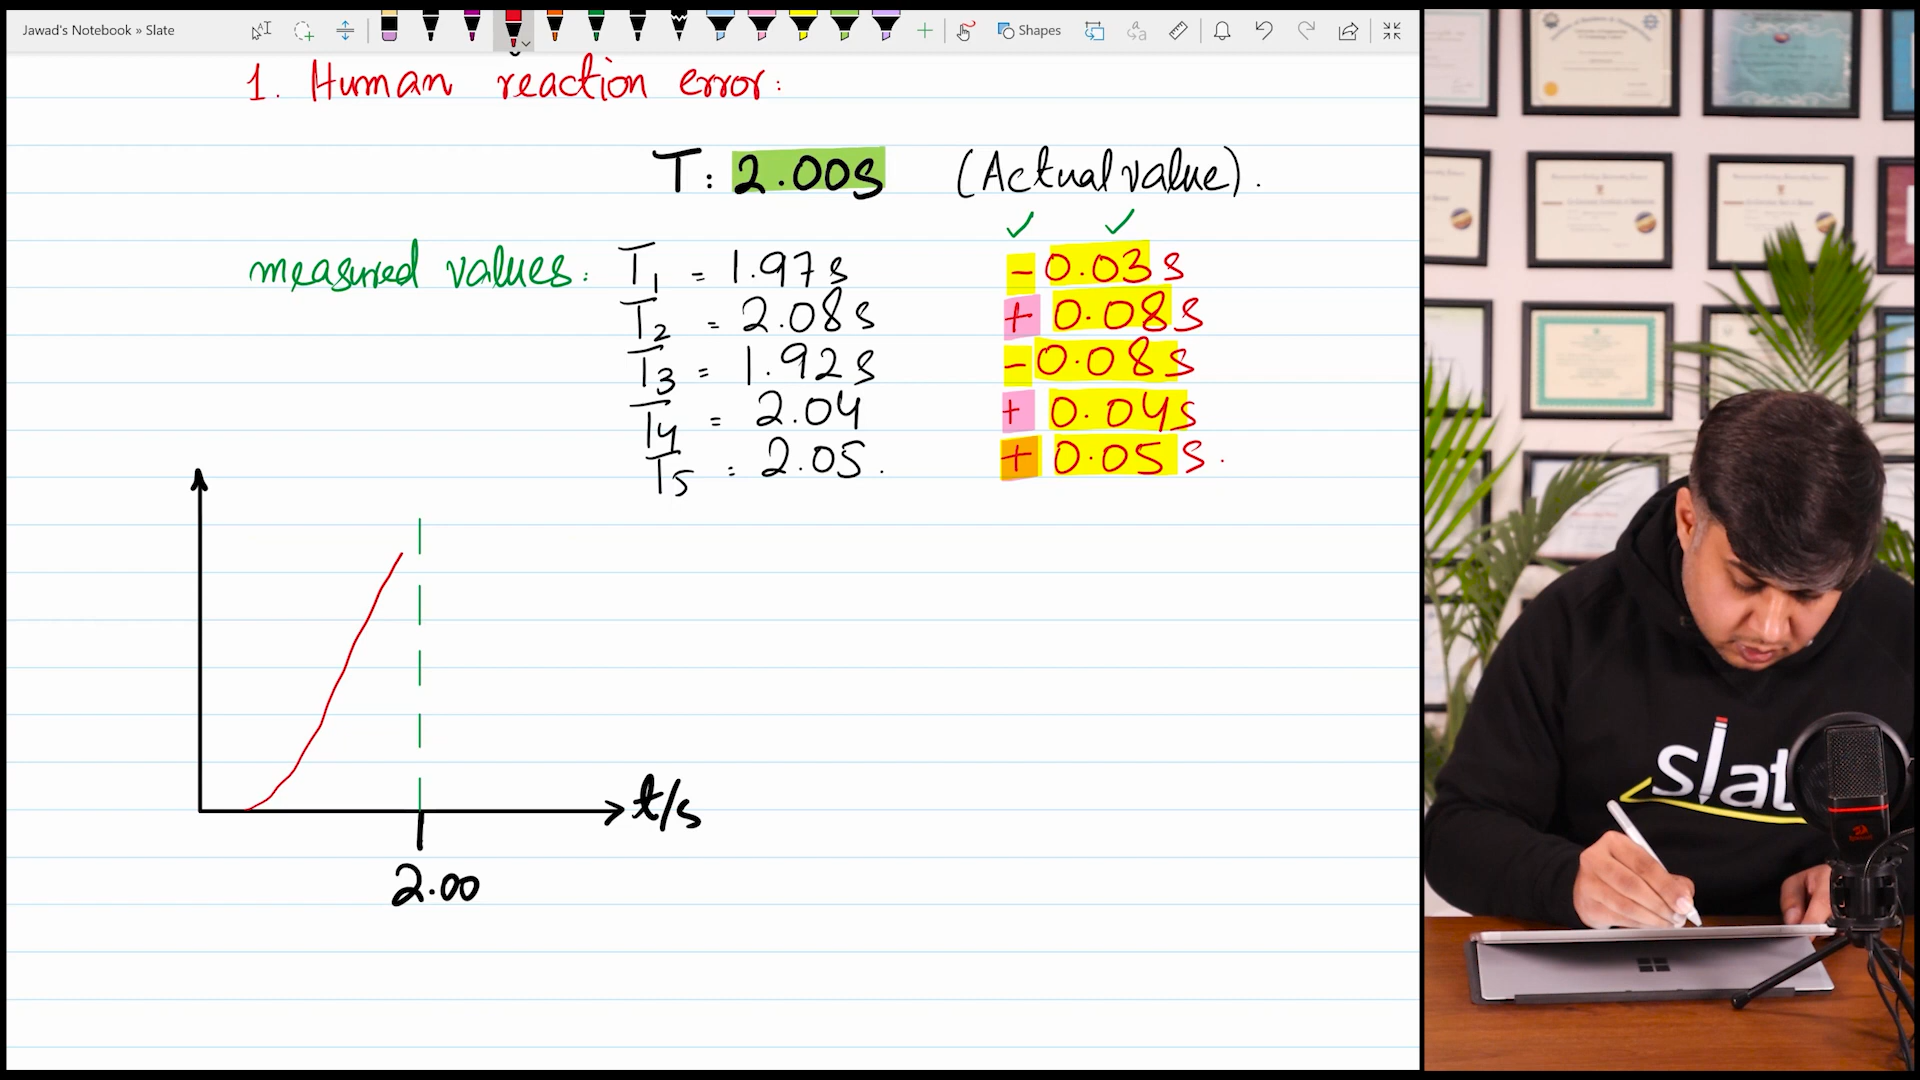 Jawad's Notebook » Slate
Shapes
1. Human reaction error:
T: 2.00s (Actual value).
✓ ✓
measured values: T1 = 1.97s - 0.03s
T2 = 2.08s + 0.08s
T3 = 1.92s - 0.08s
T4 = 2.04 + 0.04s
T5 = 2.05. + 0.05s.
t/s
2.00
slat